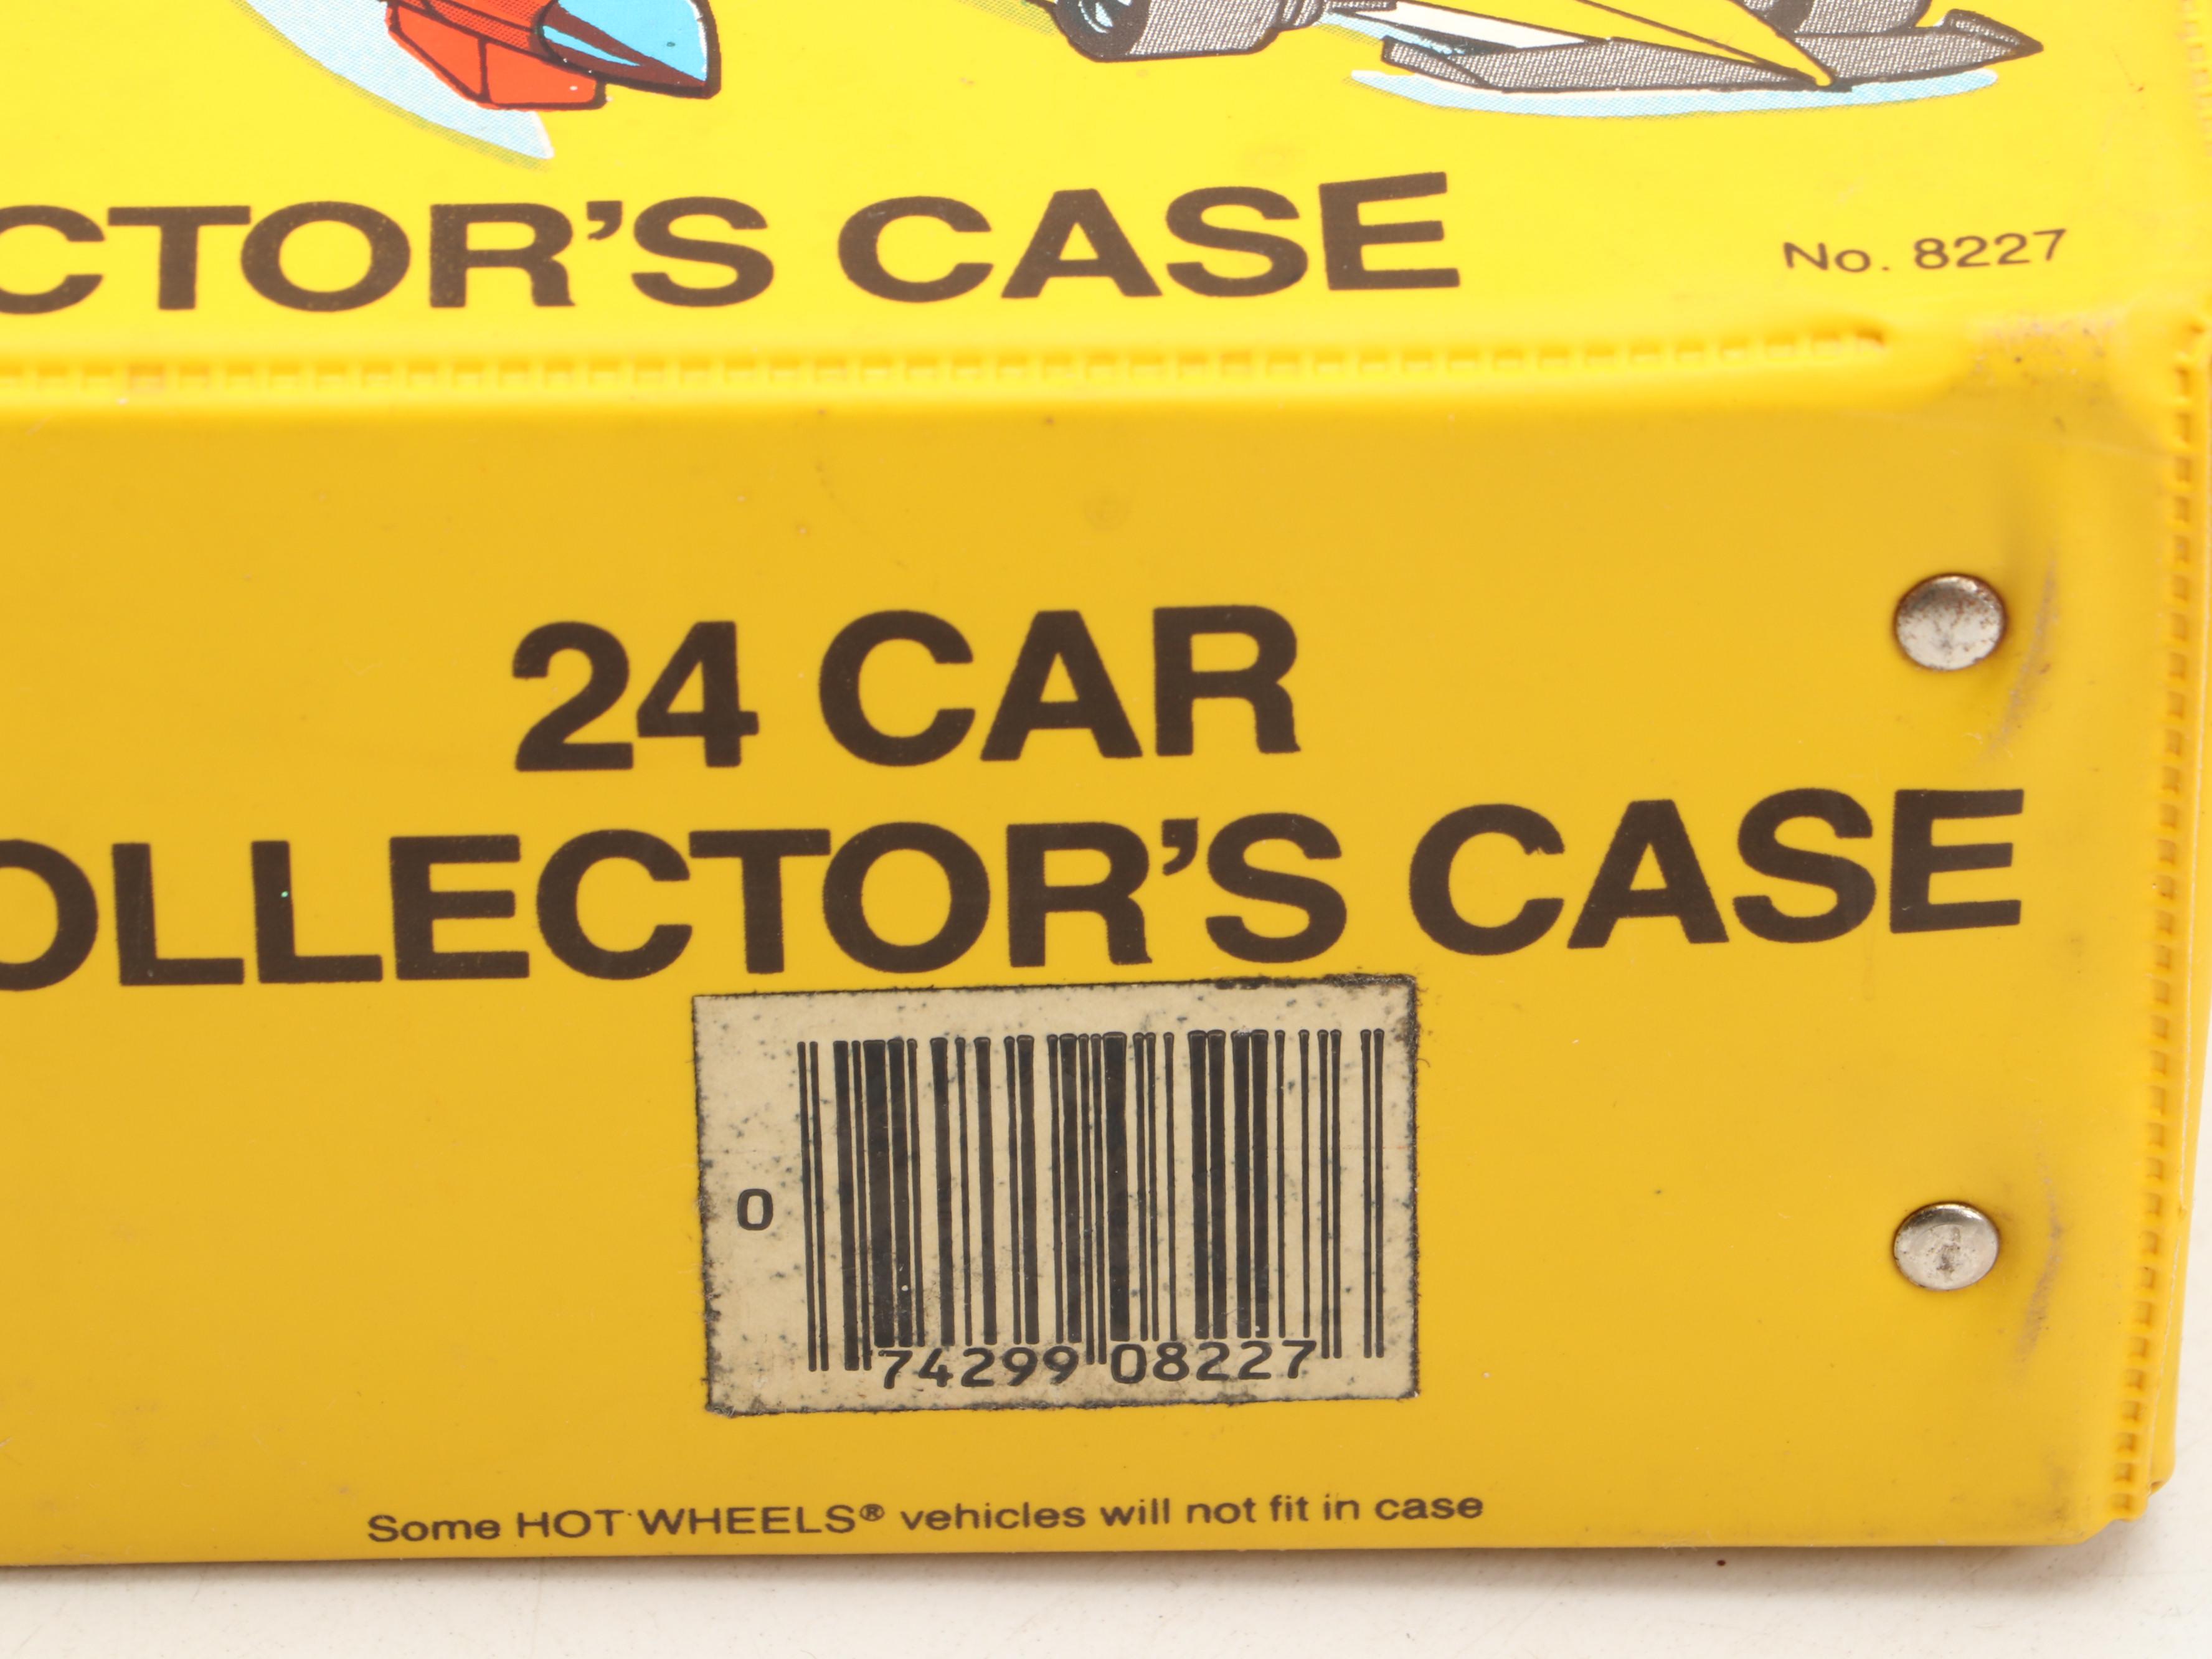 CTOR'S CASE
No. 8227
24 CAR
OLLECTOR'S CASE
0 74299 08227
Some HOT WHEELS® vehicles will not fit in case